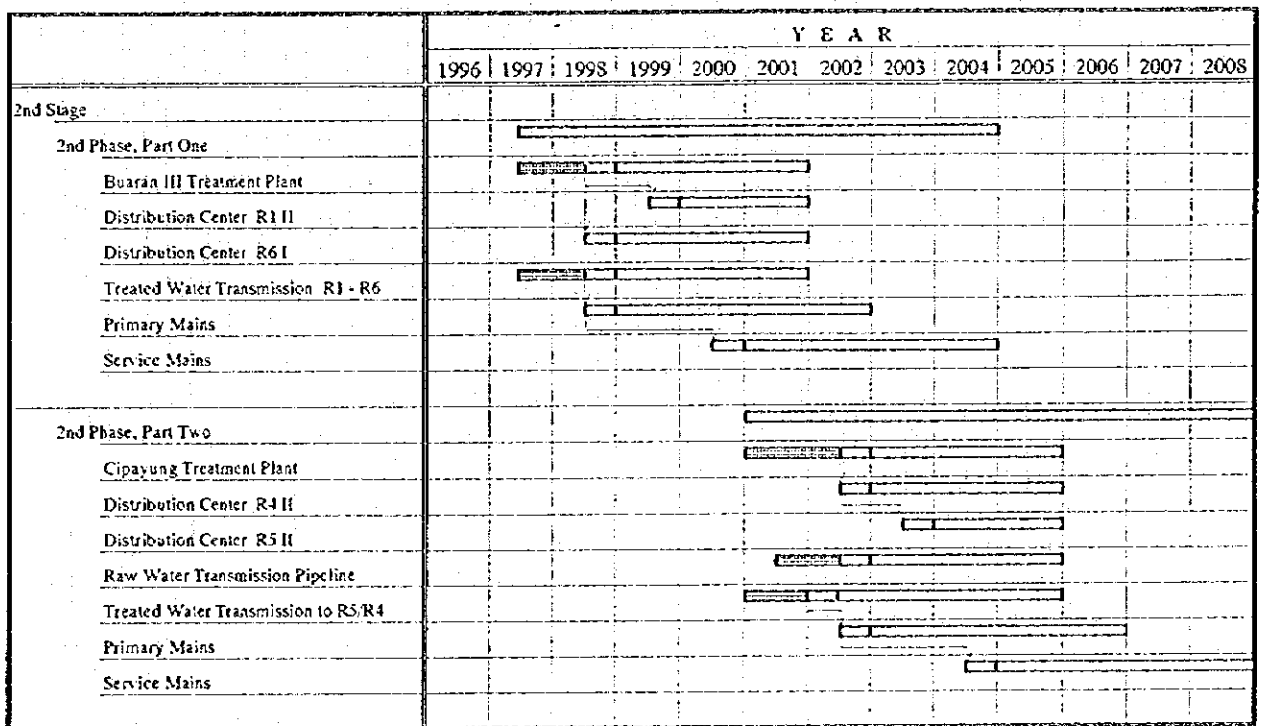 Y E A R
1996 1997 1998 1999 2000 2001 2002 2003 2004 2005 2006 2007 2008
2nd Stage
2nd Phase, Part One
Buaran III Treatment Plant
Distribution Center R1 II
Distribution Center R6 I
Treated Water Transmission R1 - R6
Primary Mains
Service Mains
2nd Phase, Part Two
Cipayung Treatment Plant
Distribution Center R4 II
Distribution Center R5 II
Raw Water Transmission Pipeline
Treated Water Transmission to R5/R4
Primary Mains
Service Mains